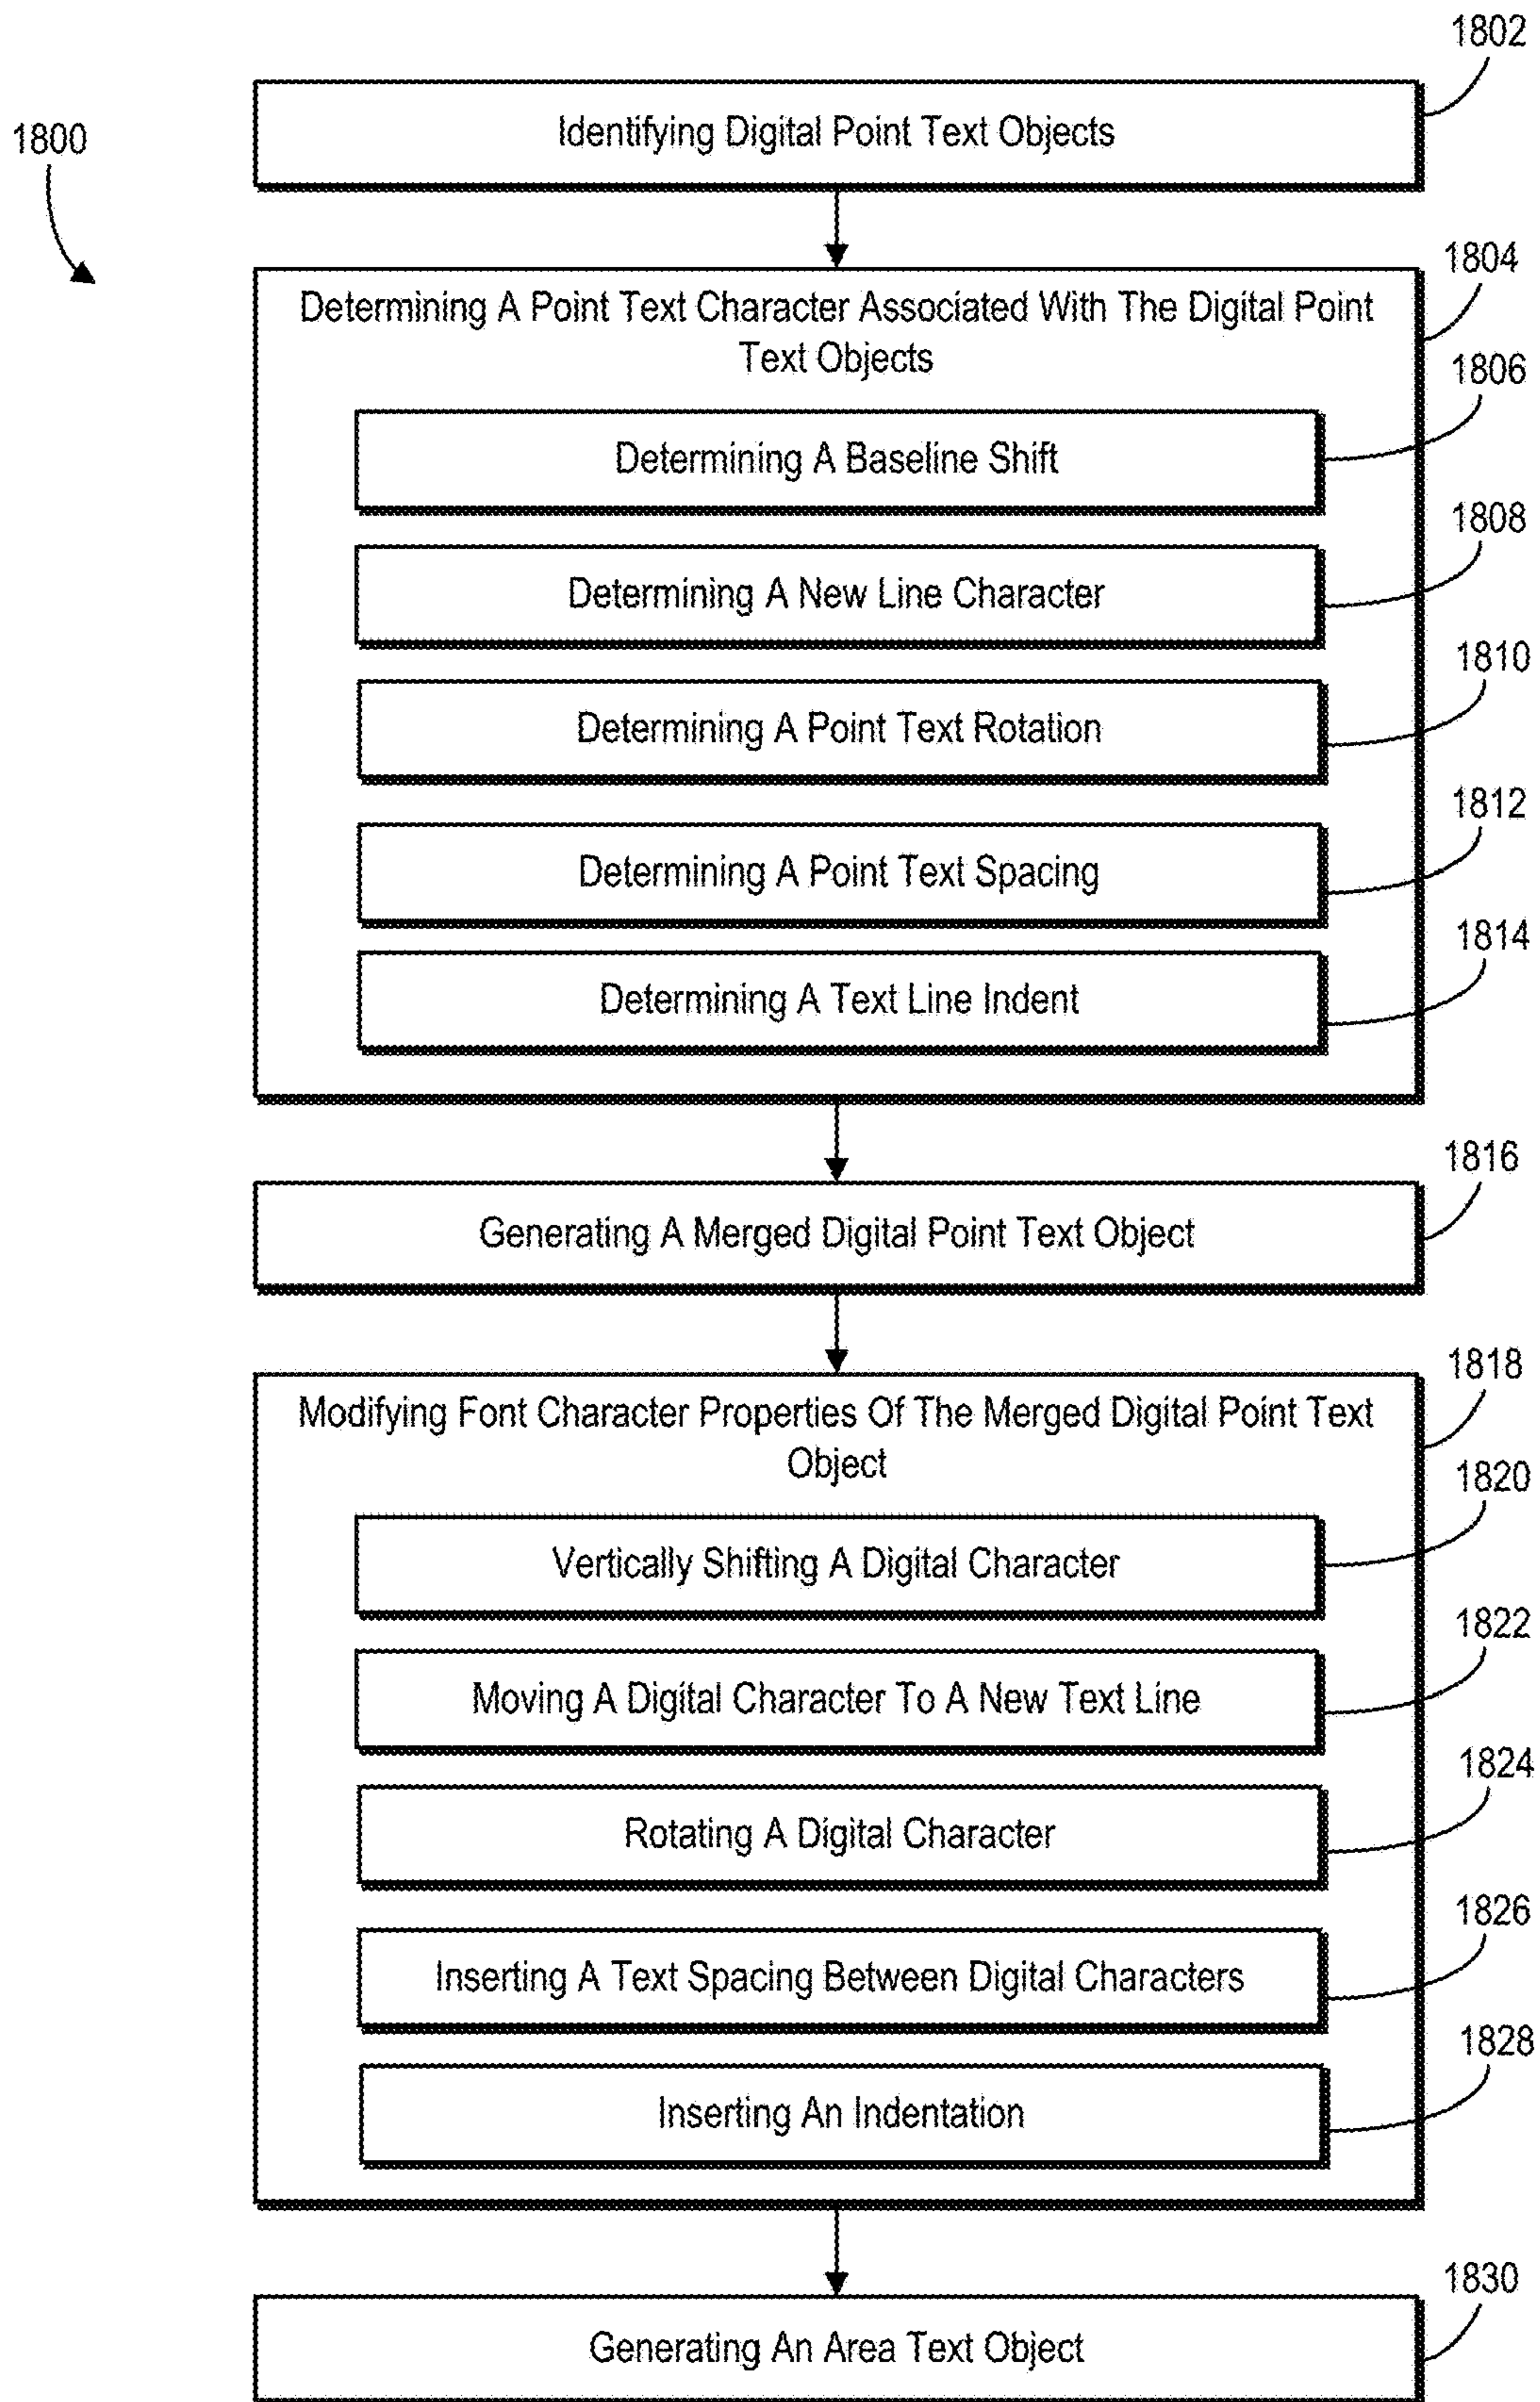 1802
Identifying Digital Point Text Objects
1800
1804
Determining A Point Text Character Associated With The Digital Point
Text Objects
1806
Determining A Baseline Shift
1808
Determining A New Line Character
1810
Determining A Point Text Rotation
1812
Determining A Point Text Spacing
1814
Determining A Text Line Indent
1816
Generating A Merged Digital Point Text Object
1818
Modifying Font Character Properties Of The Merged Digital Point Text
Object
1820
Vertically Shifting A Digital Character
1822
Moving A Digital Character To A New Text Line
1824
Rotating A Digital Character
1826
Inserting A Text Spacing Between Digital Characters
1828
Inserting An Indentation
1830
Generating An Area Text Object